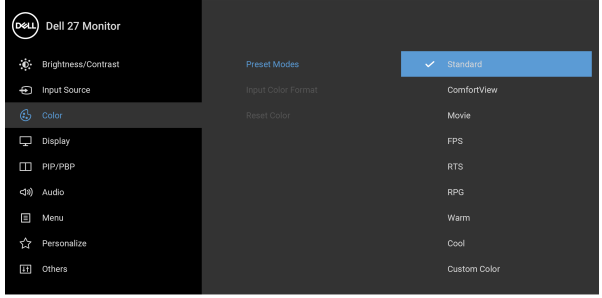 DELL
Dell 27 Monitor
Brightness/Contrast
Input Source
Color
Display
PIP/PBP
Audio
Menu
Personalize
Others
Preset Modes
Input Color Format
Reset Color
Standard
ComfortView
Movie
FPS
RTS
RPG
Warm
Cool
Custom Color